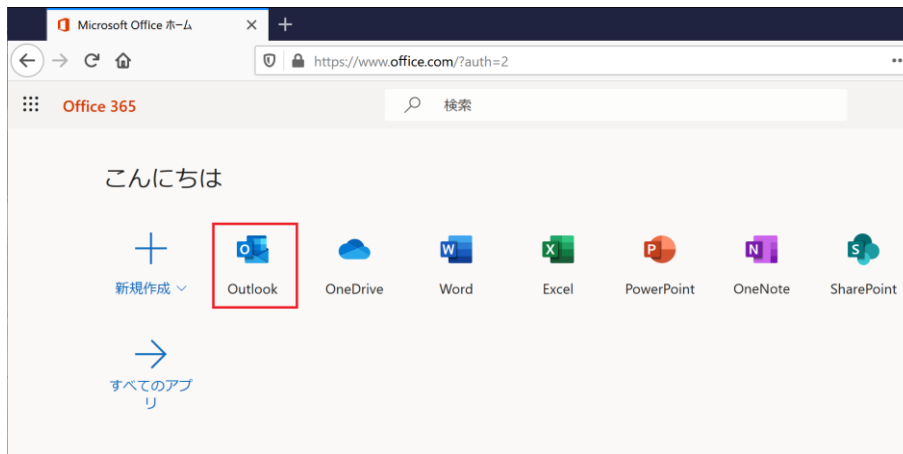 Microsoft Office ホーム
https://www.office.com/?auth=2
Office 365
検索
こんにちは
新規作成
Outlook
OneDrive
Word
Excel
PowerPoint
OneNote
SharePoint
すべてのアプ
リ